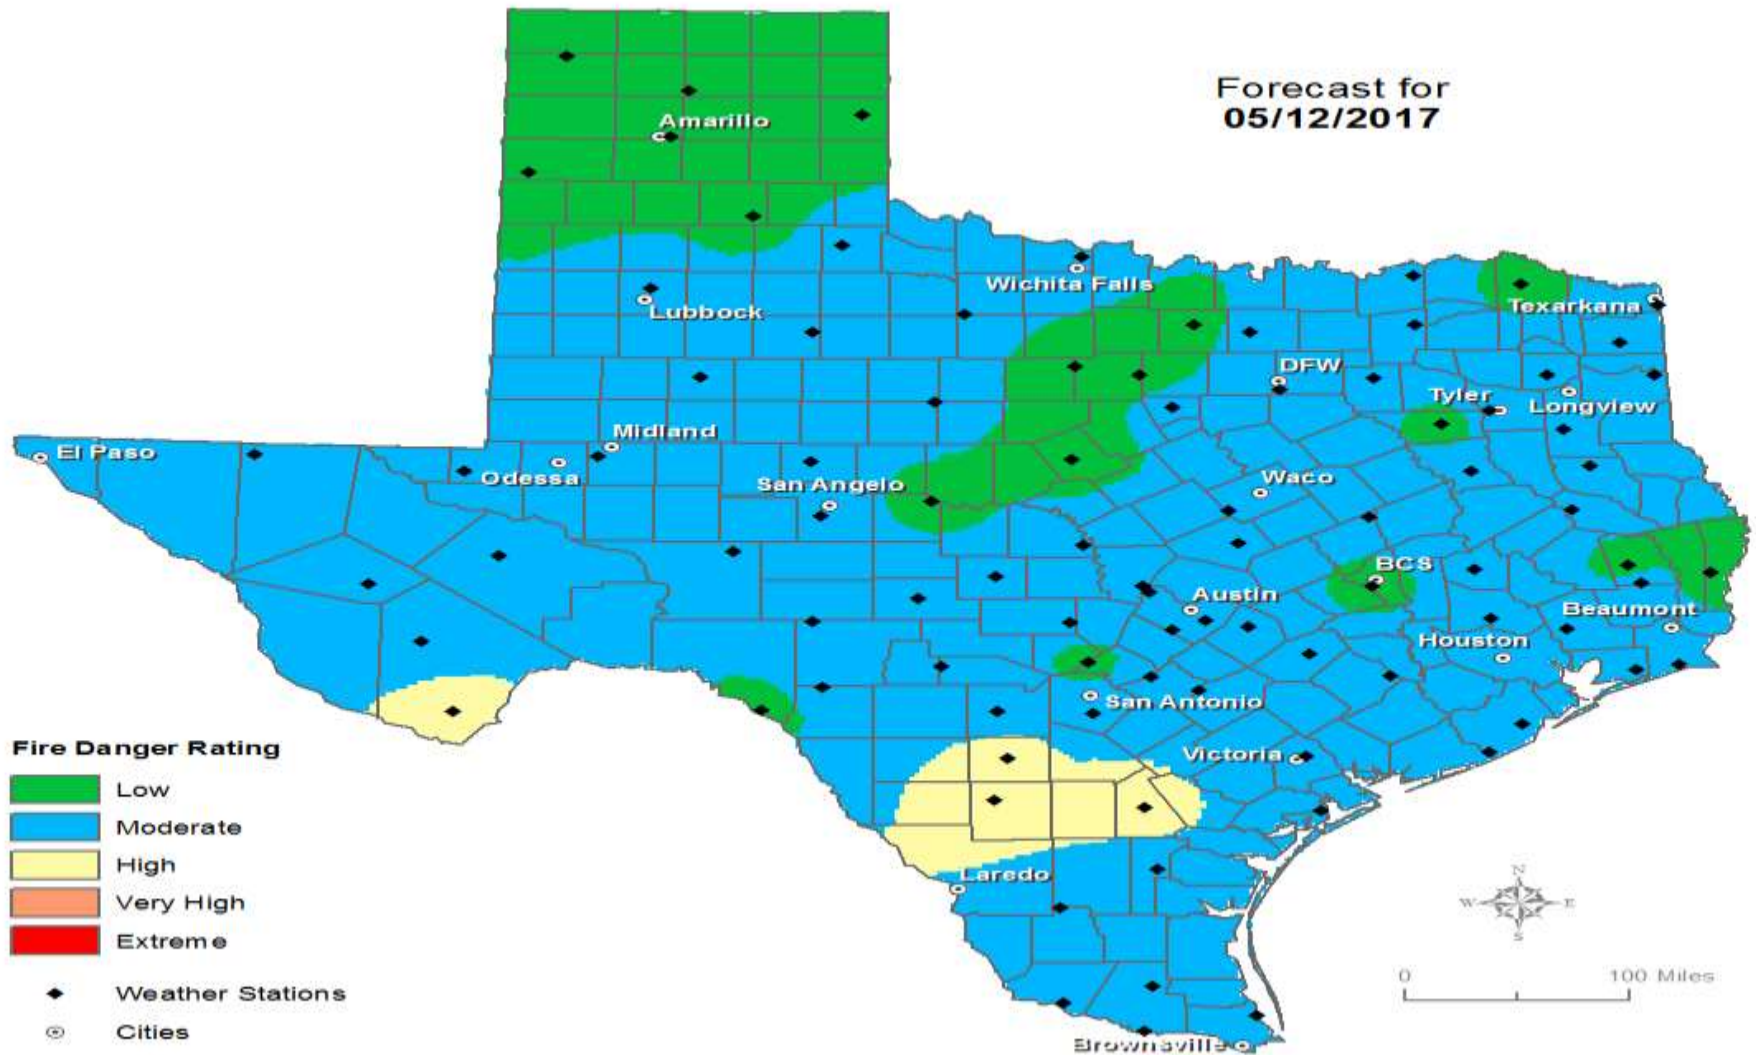 Forecast for
05/12/2017
Amarillo
Wichita Falls
Lubbock
Texarkana
DFW
Tyler
Longview
Midland
El Paso
Odessa
San Angelo
Waco
BCS
Austin
Beaumont
Houston
San Antonio
Victoria
Laredo
Brownsville
Fire Danger Rating
Low
Moderate
High
Very High
Extreme
Weather Stations
Cities
N
W E
S
0 100 Miles